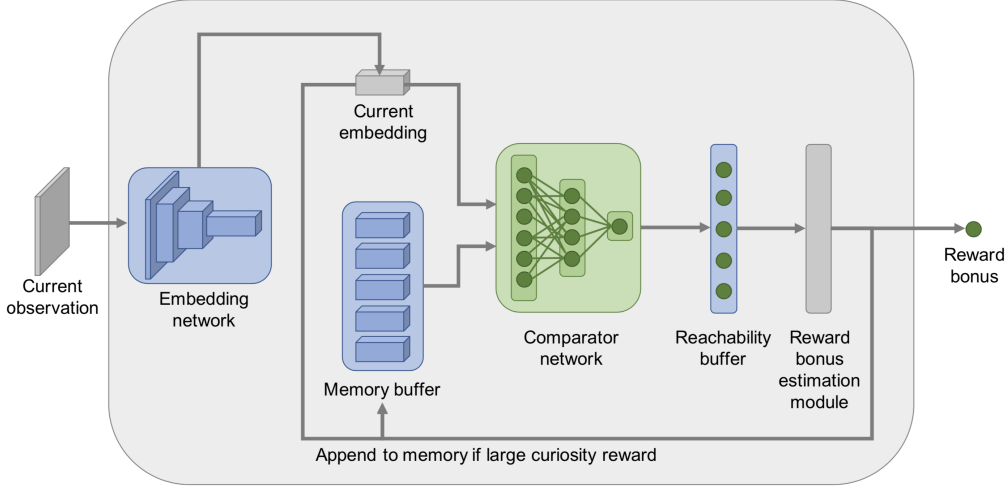 Current
embedding
Current
observation
Embedding
network
Memory buffer
Comparator
network
Reachability
buffer
Reward
bonus
estimation
module
Reward
bonus
Append to memory if large curiosity reward